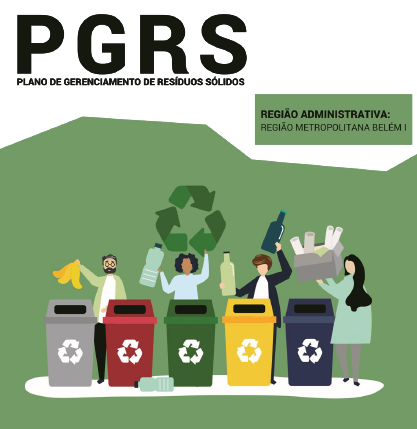 PGRS
PLANO DE GERENCIAMENTO DE RESÍDUOS SÓLIDOS
REGIÃO ADMINISTRATIVA:
REGIÃO METROPOLITANA BELÉM I